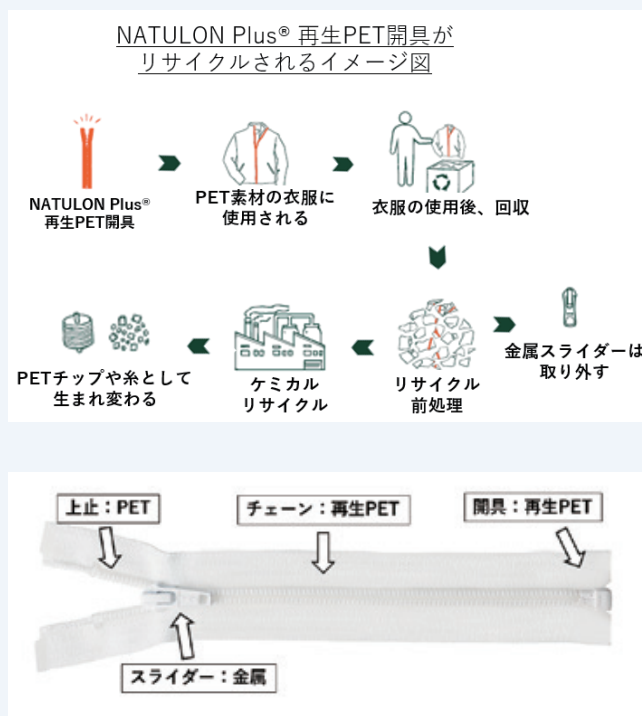 NATULON Plus® 再生PET開具が
リサイクルされるイメージ図
NATULON Plus®
再生PET開具
PET素材の衣服に
使用される
衣服の使用後、回収
PETチップや糸として
生まれ変わる
ケミカル
リサイクル
リサイクル
前処理
金属スライダーは
取り外す
上止：PET
チェーン：再生PET
開具：再生PET
スライダー：金属